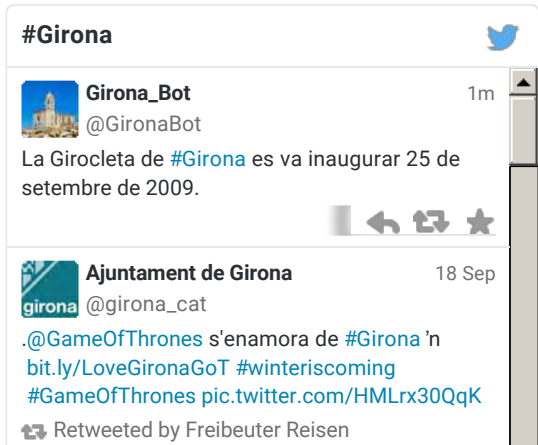 #Girona
Girona_Bot 1m
@GironaBot
La Girocleta de #Girona es va inaugurar 25 de
setembre de 2009.
Ajuntament de Girona 18 Sep
girona @girona_cat
.@GameOfThrones s'enamora de #Girona 'n
bit.ly/LoveGironaGoT #winteriscoming
#GameOfThrones pic.twitter.com/HMLrx30QqK
Retweeted by Freibeuter Reisen